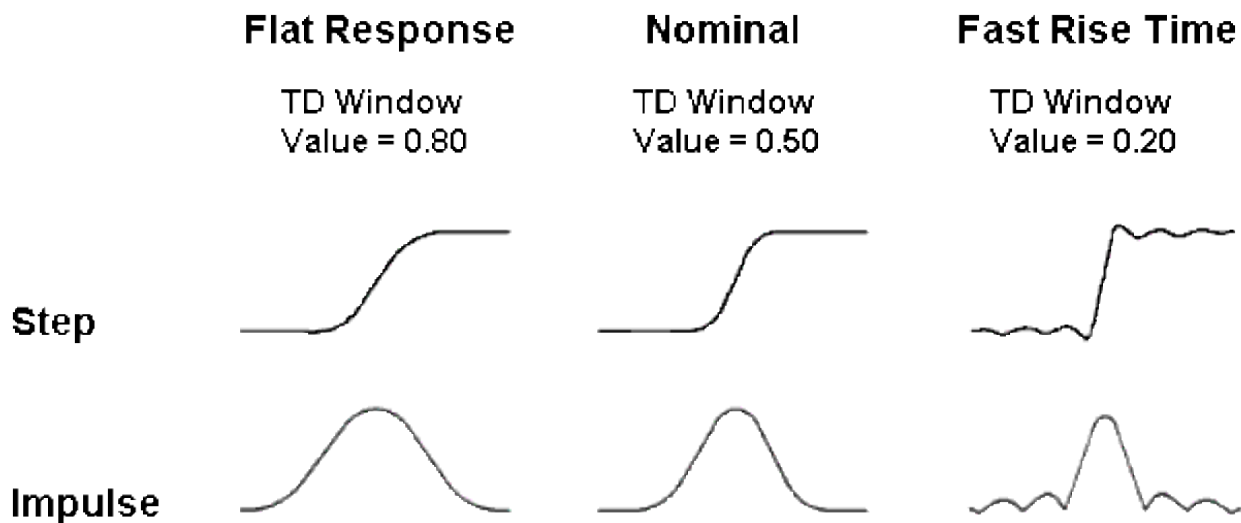 Flat Response Nominal Fast Rise Time
TD Window TD Window TD Window
Value = 0.80 Value = 0.50 Value = 0.20
Step
Impulse